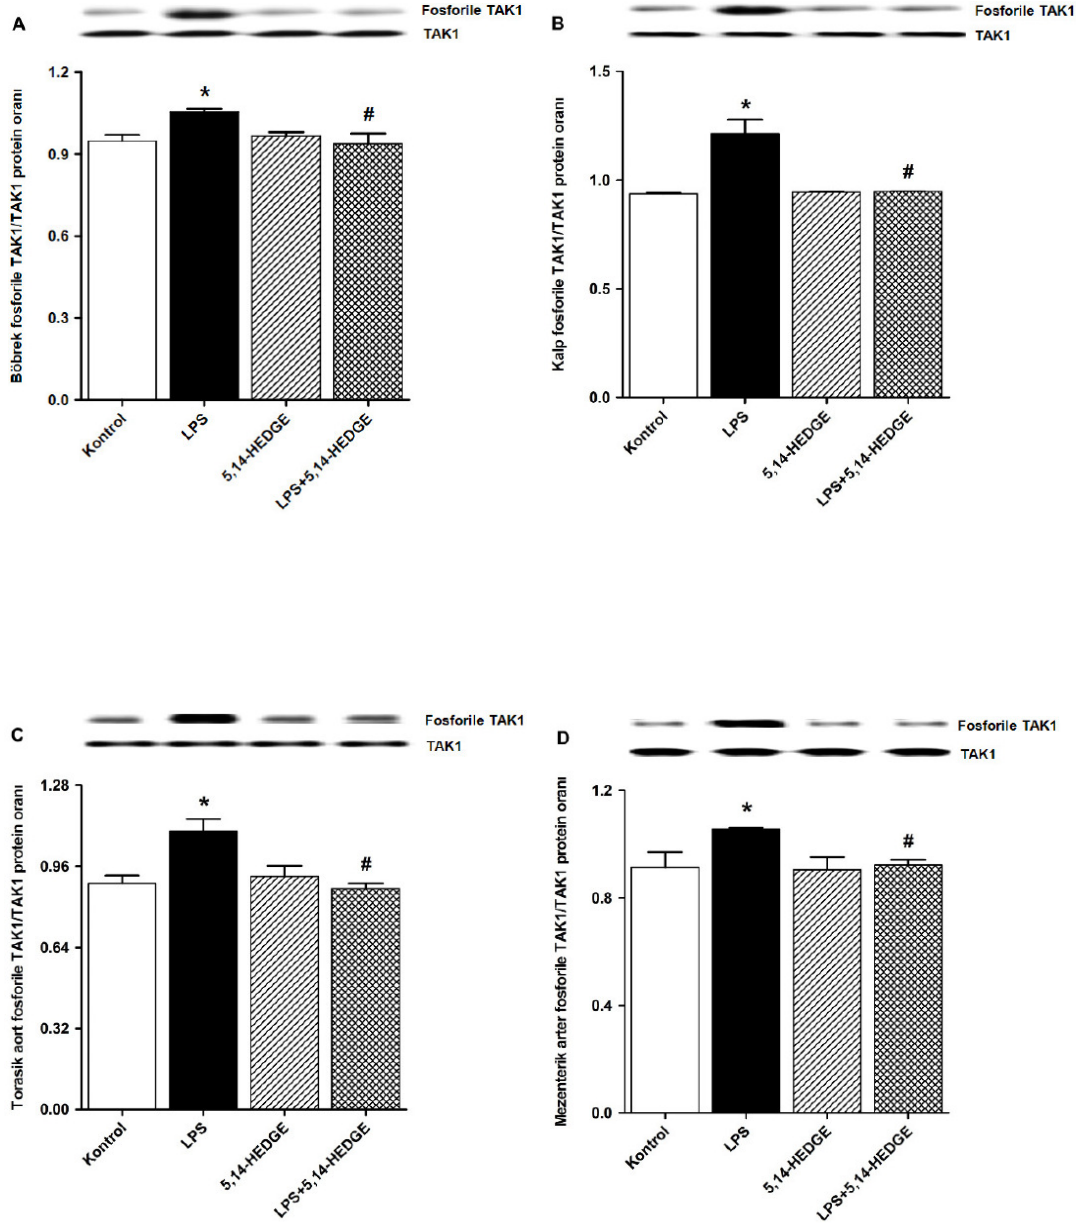 A
Fosforile TAK1
TAK1
Böbrek fosforile TAK1/TAK1 protein oranı
1.2
0.9
0.6
0.3
0.0
*
#
Kontrol
LPS
5,14-HEDGE
LPS+5,14-HEDGE
B
Fosforile TAK1
TAK1
Kalp fosforile TAK1/TAK1 protein oranı
1.5
1.0
0.5
0.0
*
#
Kontrol
LPS
5,14-HEDGE
LPS+5,14-HEDGE
C
Fosforile TAK1
TAK1
Torasik aort fosforile TAK1/TAK1 protein oranı
1.28
0.96
0.64
0.32
0.00
*
#
Kontrol
LPS
5,14-HEDGE
LPS+5,14-HEDGE
D
Fosforile TAK1
TAK1
Mezenterik arter fosforile TAK1/TAK1 protein oranı
1.2
0.8
0.4
0.0
*
#
Kontrol
LPS
5,14-HEDGE
LPS+5,14-HEDGE